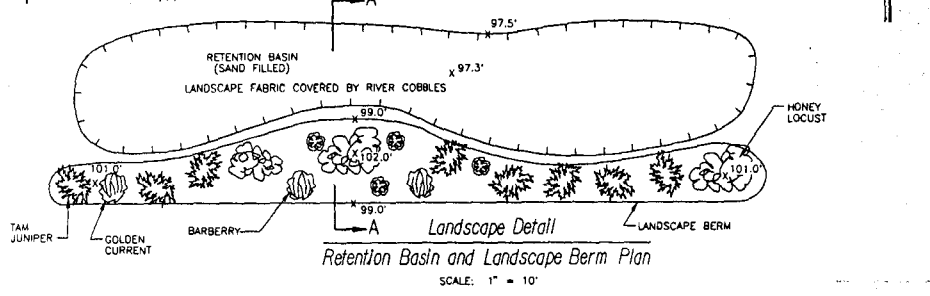 A
97.5'
RETENTION BASIN
(SAND FILLED)
97.3'
LANDSCAPE FABRIC COVERED BY RIVER COBBLES
99.0'
HONEY
LOCUST
102.0'
101.0'
101.0'
TAM
JUNIPER
GOLDEN
CURRENT
BARBERRY
99.0'
A
Landscape Detail
LANDSCAPE BERM
Retention Basin and Landscape Berm Plan
SCALE: 1" = 10'